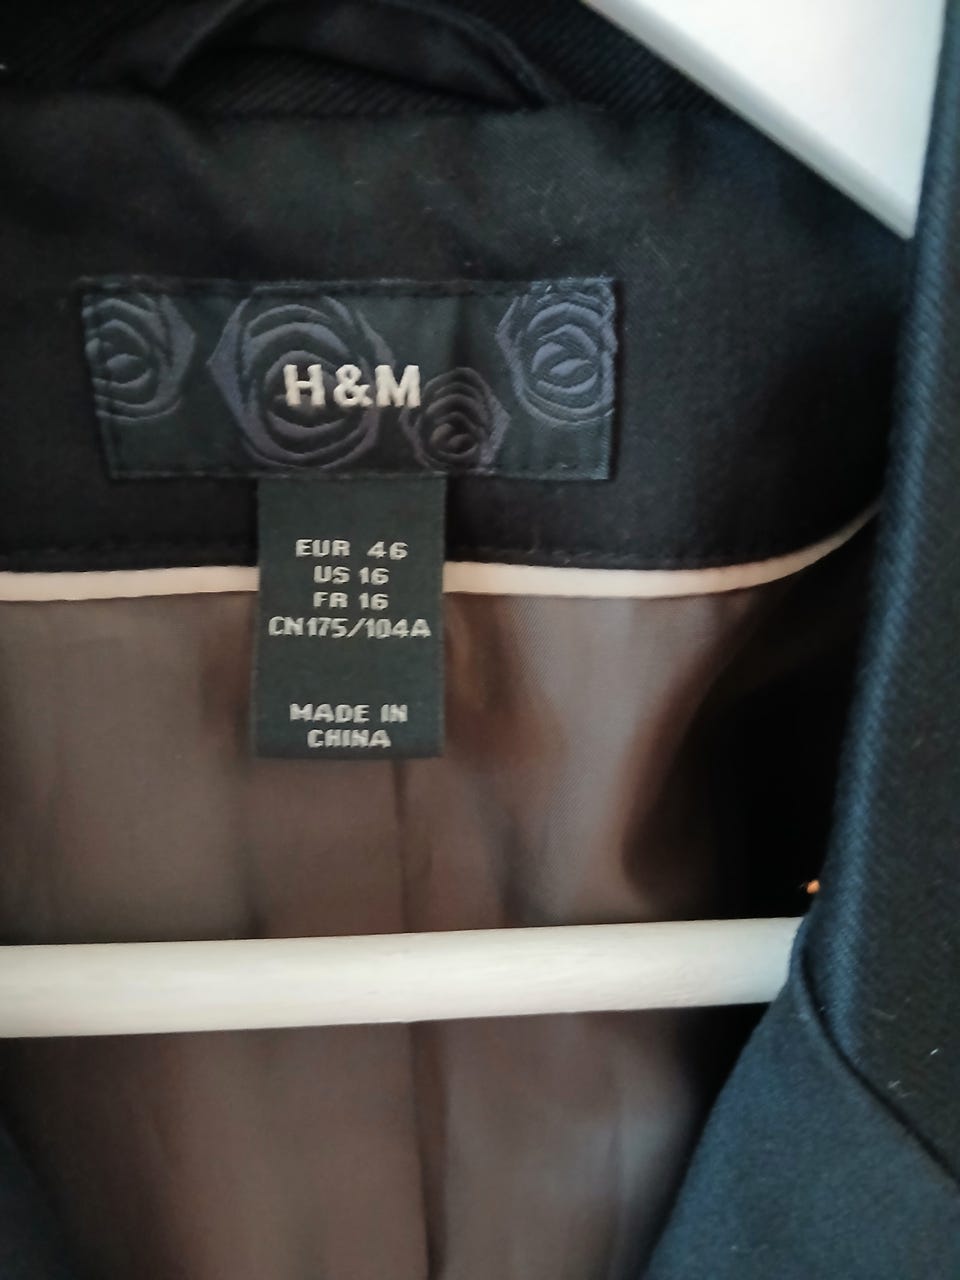 H&M
EUR 46
US 16
FR 16
CN175/104A
MADE IN
CHINA